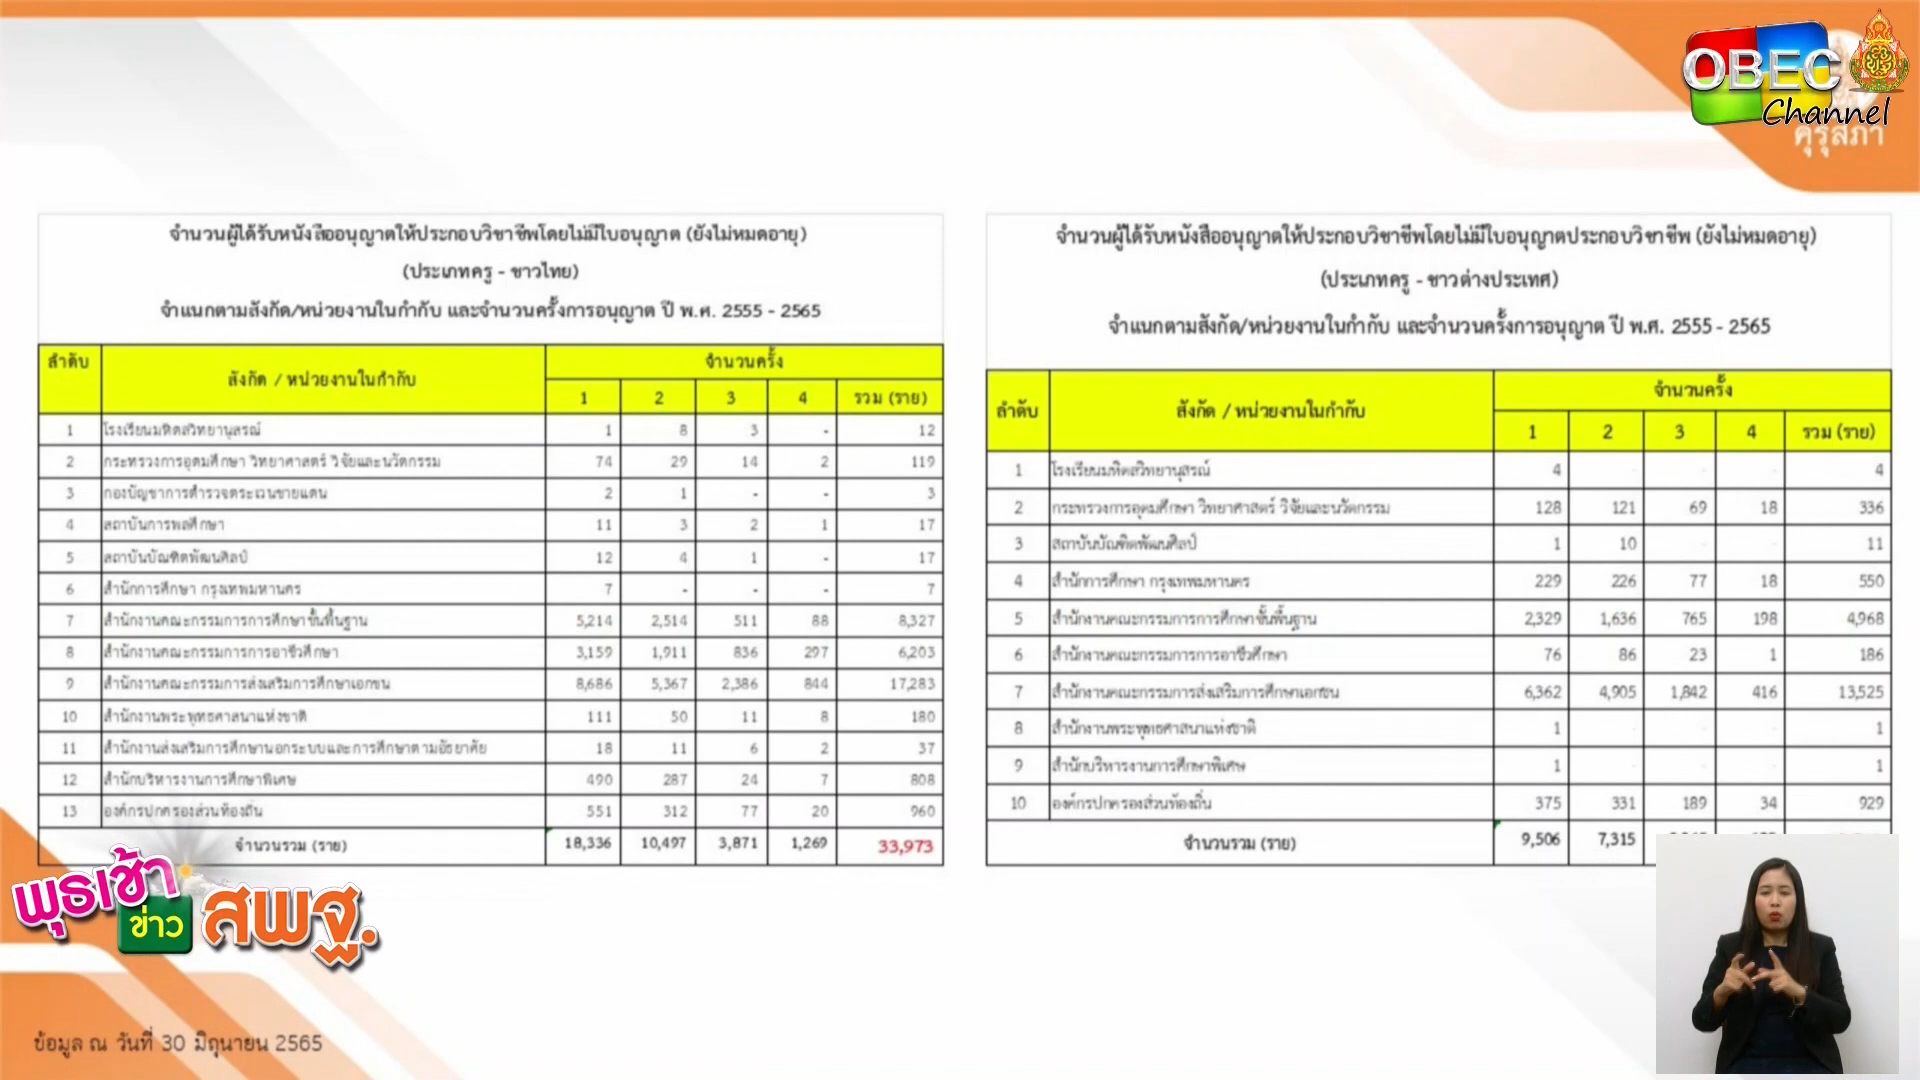 OBEC
Channel
คุรุสภา
จำนวนผู้ได้รับหนังสืออนุญาตให้ประกอบวิชาชีพโดยไม่มีใบอนุญาต (ยังไม่หมดอายุ)
(ประเภทครู - ชาวไทย)
จำแนกตามสังกัด/หน่วยงานในกำกับ และจำนวนครั้งการอนุญาต ปี พ.ศ. 2555 - 2565
ลำดับ สังกัด / หน่วยงานในกำกับ จำนวนครั้ง
1 2 3 4 รวม (ราย)
1 โรงเรียนมหิดลวิทยานุสรณ์ 1 8 3 - 12
2 กระทรวงการอุดมศึกษา วิทยาศาสตร์ วิจัยและนวัตกรรม 74 29 14 2 119
3 กองบัญชาการตำรวจตระเวนชายแดน 2 1 - - 3
4 สถาบันการพลศึกษา 11 3 2 1 17
5 สถาบันบัณฑิตพัฒนศิลป์ 12 4 1 - 17
6 สำนักการศึกษา กรุงเทพมหานคร 7 - - - 7
7 สำนักงานคณะกรรมการการศึกษาขั้นพื้นฐาน 5,214 2,514 511 88 8,327
8 สำนักงานคณะกรรมการการอาชีวศึกษา 3,159 1,911 836 297 6,203
9 สำนักงานคณะกรรมการส่งเสริมการศึกษาเอกชน 8,686 5,367 2,386 844 17,283
10 สำนักงานพระพุทธศาสนาแห่งชาติ 111 50 11 8 180
11 สำนักงานส่งเสริมการศึกษานอกระบบและการศึกษาตามอัธยาศัย 18 11 6 2 37
12 สำนักบริหารงานการศึกษาพิเศษ 490 287 24 7 808
13 องค์กรปกครองส่วนท้องถิ่น 551 312 77 20 960
จำนวนรวม (ราย) 18,336 10,497 3,871 1,269 33,973
จำนวนผู้ได้รับหนังสืออนุญาตให้ประกอบวิชาชีพโดยไม่มีใบอนุญาตประกอบวิชาชีพ (ยังไม่หมดอายุ)
(ประเภทครู - ชาวต่างประเทศ)
จำแนกตามสังกัด/หน่วยงานในกำกับ และจำนวนครั้งการอนุญาต ปี พ.ศ. 2555 - 2565
ลำดับ สังกัด / หน่วยงานในกำกับ จำนวนครั้ง
1 2 3 4 รวม (ราย)
1 โรงเรียนมหิดลวิทยานุสรณ์ 4 - - - 4
2 กระทรวงการอุดมศึกษา วิทยาศาสตร์ วิจัยและนวัตกรรม 128 121 69 18 336
3 สถาบันบัณฑิตพัฒนศิลป์ 1 10 - - 11
4 สำนักการศึกษา กรุงเทพมหานคร 229 226 77 18 550
5 สำนักงานคณะกรรมการการศึกษาขั้นพื้นฐาน 2,329 1,636 765 198 4,968
6 สำนักงานคณะกรรมการการอาชีวศึกษา 76 86 23 1 186
7 สำนักงานคณะกรรมการส่งเสริมการศึกษาเอกชน 6,362 4,905 1,842 416 13,525
8 สำนักงานพระพุทธศาสนาแห่งชาติ 1 - - - 1
9 สำนักบริหารงานการศึกษาพิเศษ 1 - - - 1
10 องค์กรปกครองส่วนท้องถิ่น 375 331 189 34 929
จำนวนรวม (ราย) 9,506 7,315
พุธเช้า
ข่าว สพฐ.
ข้อมูล ณ วันที่ 30 มิถุนายน 2565